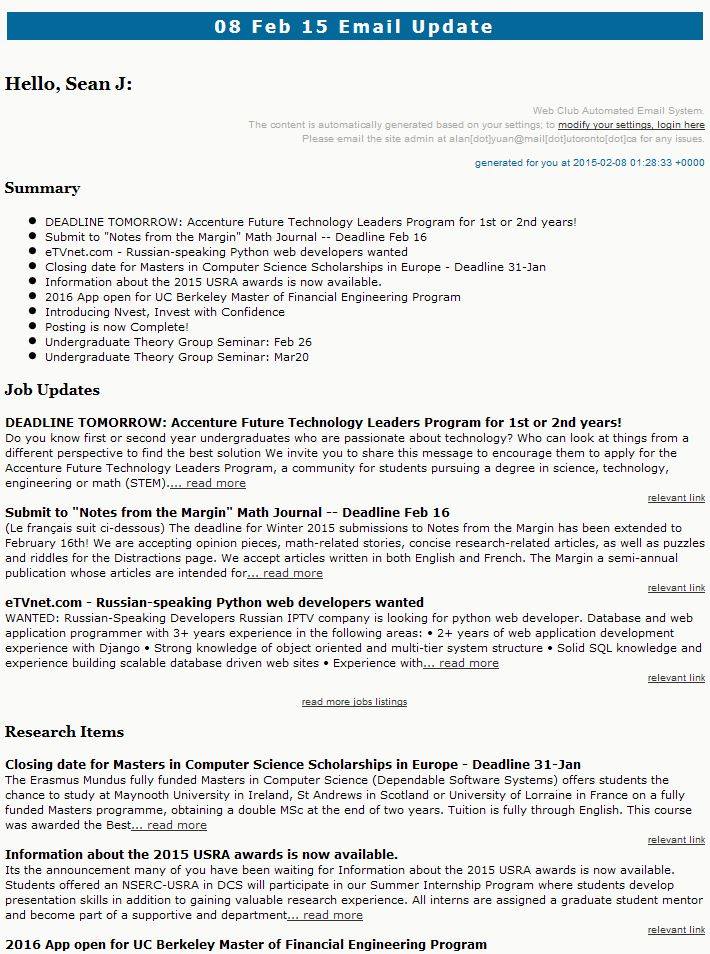 08 Feb 15 Email Update
Hello, Sean J:
Web Club Automated Email System.
The content is automatically generated based on your settings; to modify your settings, login here
Please email the site admin at alan[dot]yuan@mail[dot]utoronto[dot]ca for any issues.
generated for you at 2015-02-08 01:28:33 +0000
Summary
● DEADLINE TOMORROW: Accenture Future Technology Leaders Program for 1st or 2nd years!
● Submit to "Notes from the Margin" Math Journal -- Deadline Feb 16
● eTVnet.com - Russian-speaking Python web developers wanted
● Closing date for Masters in Computer Science Scholarships in Europe - Deadline 31-Jan
● Information about the 2015 USRA awards is now available.
● 2016 App open for UC Berkeley Master of Financial Engineering Program
● Introducing Nvest, Invest with Confidence
● Posting is now Complete!
● Undergraduate Theory Group Seminar: Feb 26
● Undergraduate Theory Group Seminar: Mar20
Job Updates
DEADLINE TOMORROW: Accenture Future Technology Leaders Program for 1st or 2nd years!
Do you know first or second year undergraduates who are passionate about technology? Who can look at things from a
different perspective to find the best solution We invite you to share this message to encourage them to apply for the
Accenture Future Technology Leaders Program, a community for students pursuing a degree in science, technology,
engineering or math (STEM).... read more
relevant link
Submit to "Notes from the Margin" Math Journal -- Deadline Feb 16
(Le français suit ci-dessous) The deadline for Winter 2015 submissions to Notes from the Margin has been extended to
February 16th! We are accepting opinion pieces, math-related stories, concise research-related articles, as well as puzzles
and riddles for the Distractions page. We accept articles written in both English and French. The Margin a semi-annual
publication whose articles are intended for... read more
relevant link
eTVnet.com - Russian-speaking Python web developers wanted
WANTED: Russian-Speaking Developers Russian IPTV company is looking for python web developer. Database and web
application programmer with 3+ years experience in the following areas: • 2+ years of web application development
experience with Django • Strong knowledge of object oriented and multi-tier system structure • Solid SQL knowledge and
experience building scalable database driven web sites • Experience with... read more
relevant link
read more jobs listings
Research Items
Closing date for Masters in Computer Science Scholarships in Europe - Deadline 31-Jan
The Erasmus Mundus fully funded Masters in Computer Science (Dependable Software Systems) offers students the
chance to study at Maynooth University in Ireland, St Andrews in Scotland or University of Lorraine in France on a fully
funded Masters programme, obtaining a double MSc at the end of two years. Tuition is fully through English. This course
was awarded the Best... read more
relevant link
Information about the 2015 USRA awards is now available.
Its the announcement many of you have been waiting for Information about the 2015 USRA awards is now available.
Students offered an NSERC-USRA in DCS will participate in our Summer Internship Program where students develop
presentation skills in addition to gaining valuable research experience. All interns are assigned a graduate student mentor
and become part of a supportive and department... read more
relevant link
2016 App open for UC Berkeley Master of Financial Engineering Program